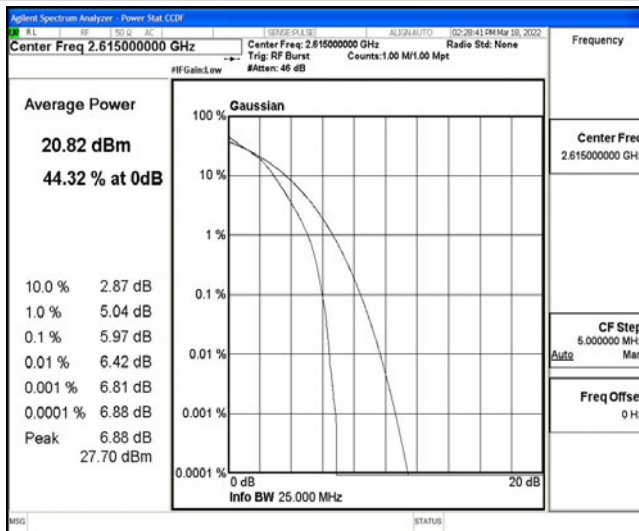 Agilent Spectrum Analyzer - Power Stat CCDF
RL RF 50 Ω AC SENSE:PULSE ALIGN AUTO 02:28:41 PM Mar 18, 2022
Center Freq 2.615000000 GHz
Center Freq: 2.615000000 GHz Radio Std: None
Trig: RF Burst Counts:1.00 M/1.00 Mpt
#IFGain:Low #Atten: 46 dB
Frequency
Average Power
20.82 dBm
44.32 % at 0dB
10.0 % 2.87 dB
1.0 % 5.04 dB
0.1 % 5.97 dB
0.01 % 6.42 dB
0.001 % 6.81 dB
0.0001 % 6.88 dB
Peak 6.88 dB
27.70 dBm
Gaussian
100 %
10 %
1 %
0.1 %
0.01 %
0.001 %
0.0001 %
0 dB 20 dB
Info BW 25.000 MHz
Center Freq
2.615000000 GHz
CF Step
5.000000 MHz
Auto Man
Freq Offset
0 Hz
MSG STATUS